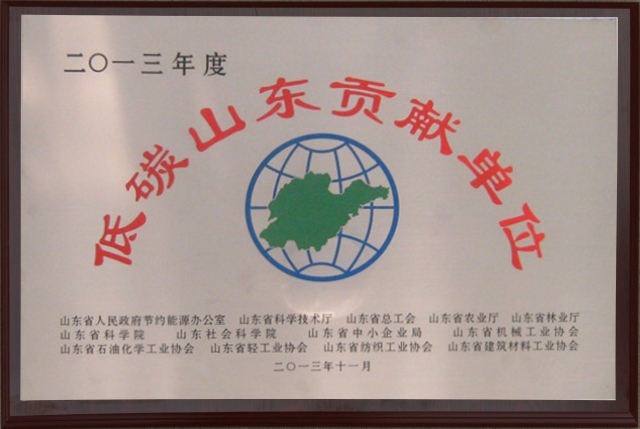 二〇一三年度
低碳山东贡献单位
山东省人民政府节约能源办公室 山东省科学技术厅 山东省总工会 山东省农业厅 山东省林业厅
山东省科学院 山东社会科学院 山东省中小企业局 山东省机械工业协会
山东省石油化学工业协会 山东省轻工业协会 山东省纺织工业协会 山东省建筑材料工业协会
二〇一三年十一月